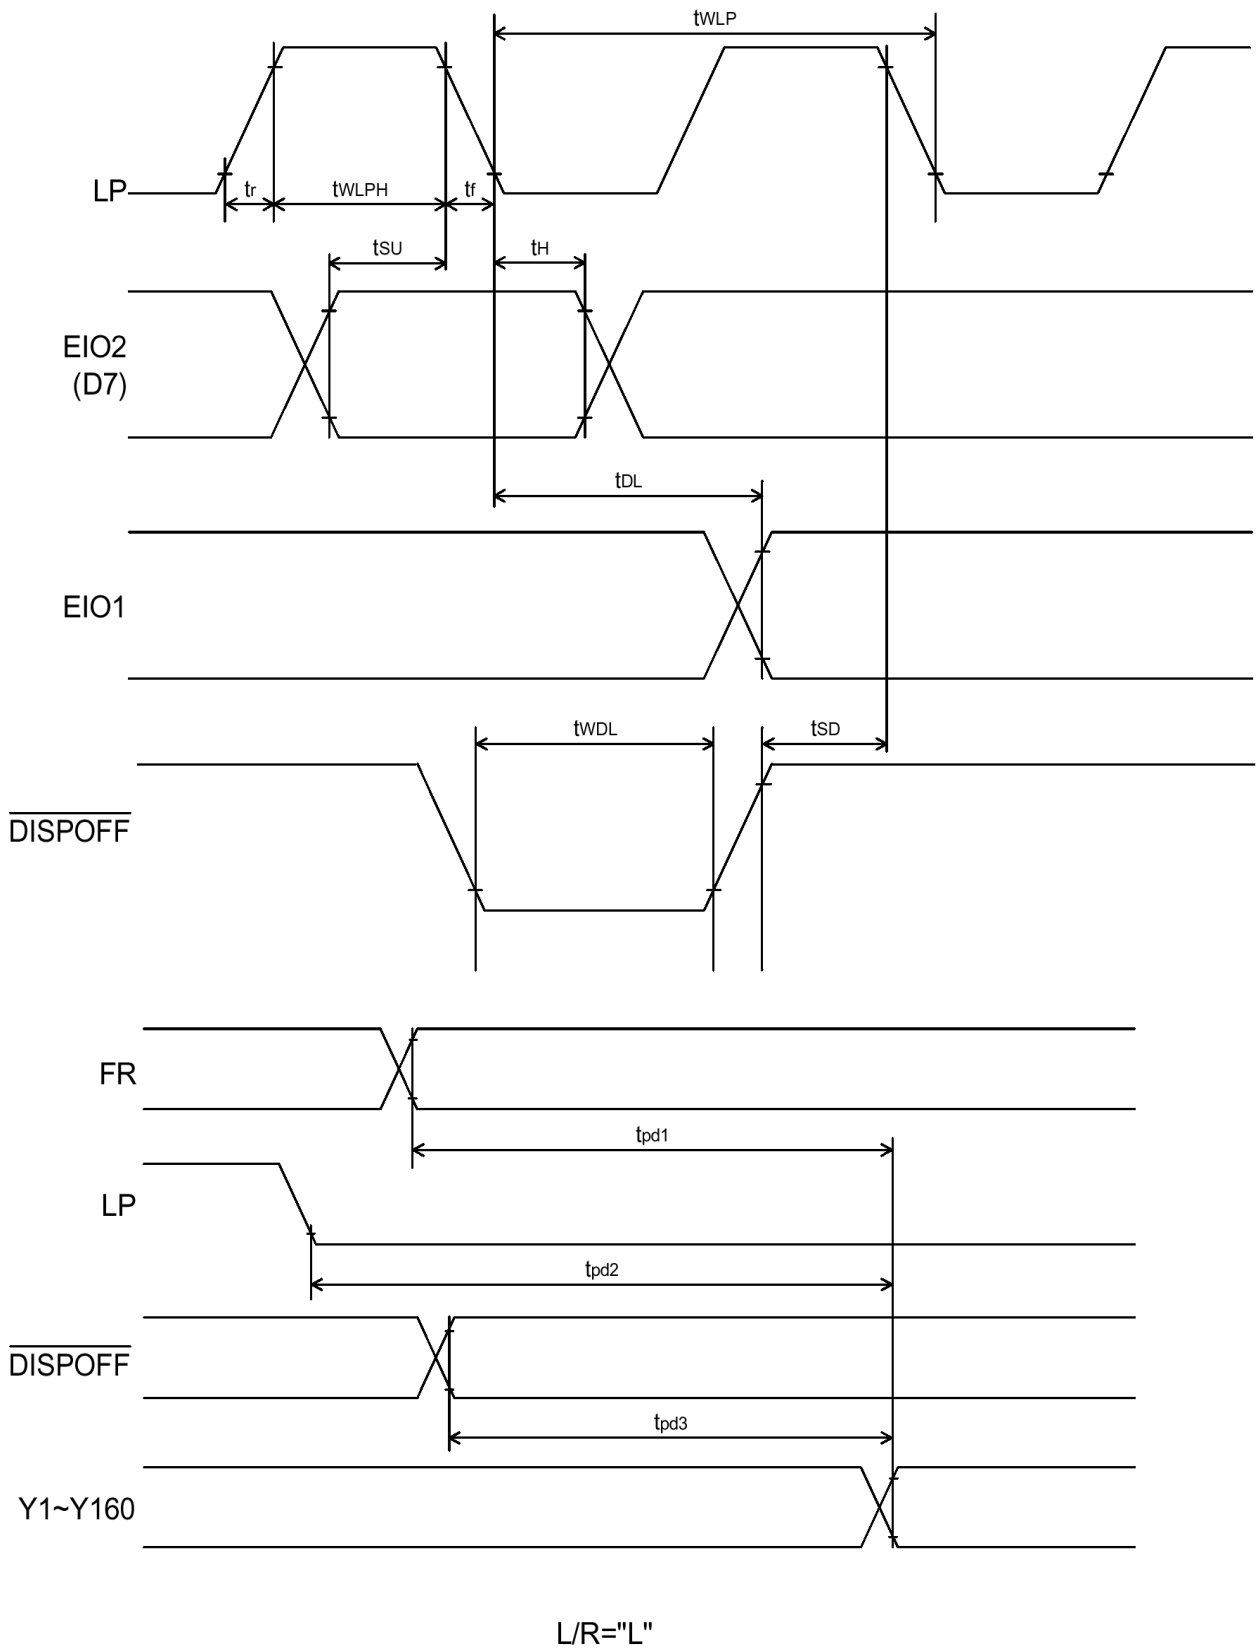 tWLP
LP
tr
tWLPH
tf
tSU
tH
EIO2
(D7)
tDL
EIO1
tWDL
tSD
DISPOFF
FR
tpd1
LP
tpd2
DISPOFF
tpd3
Y1~Y160
L/R="L"